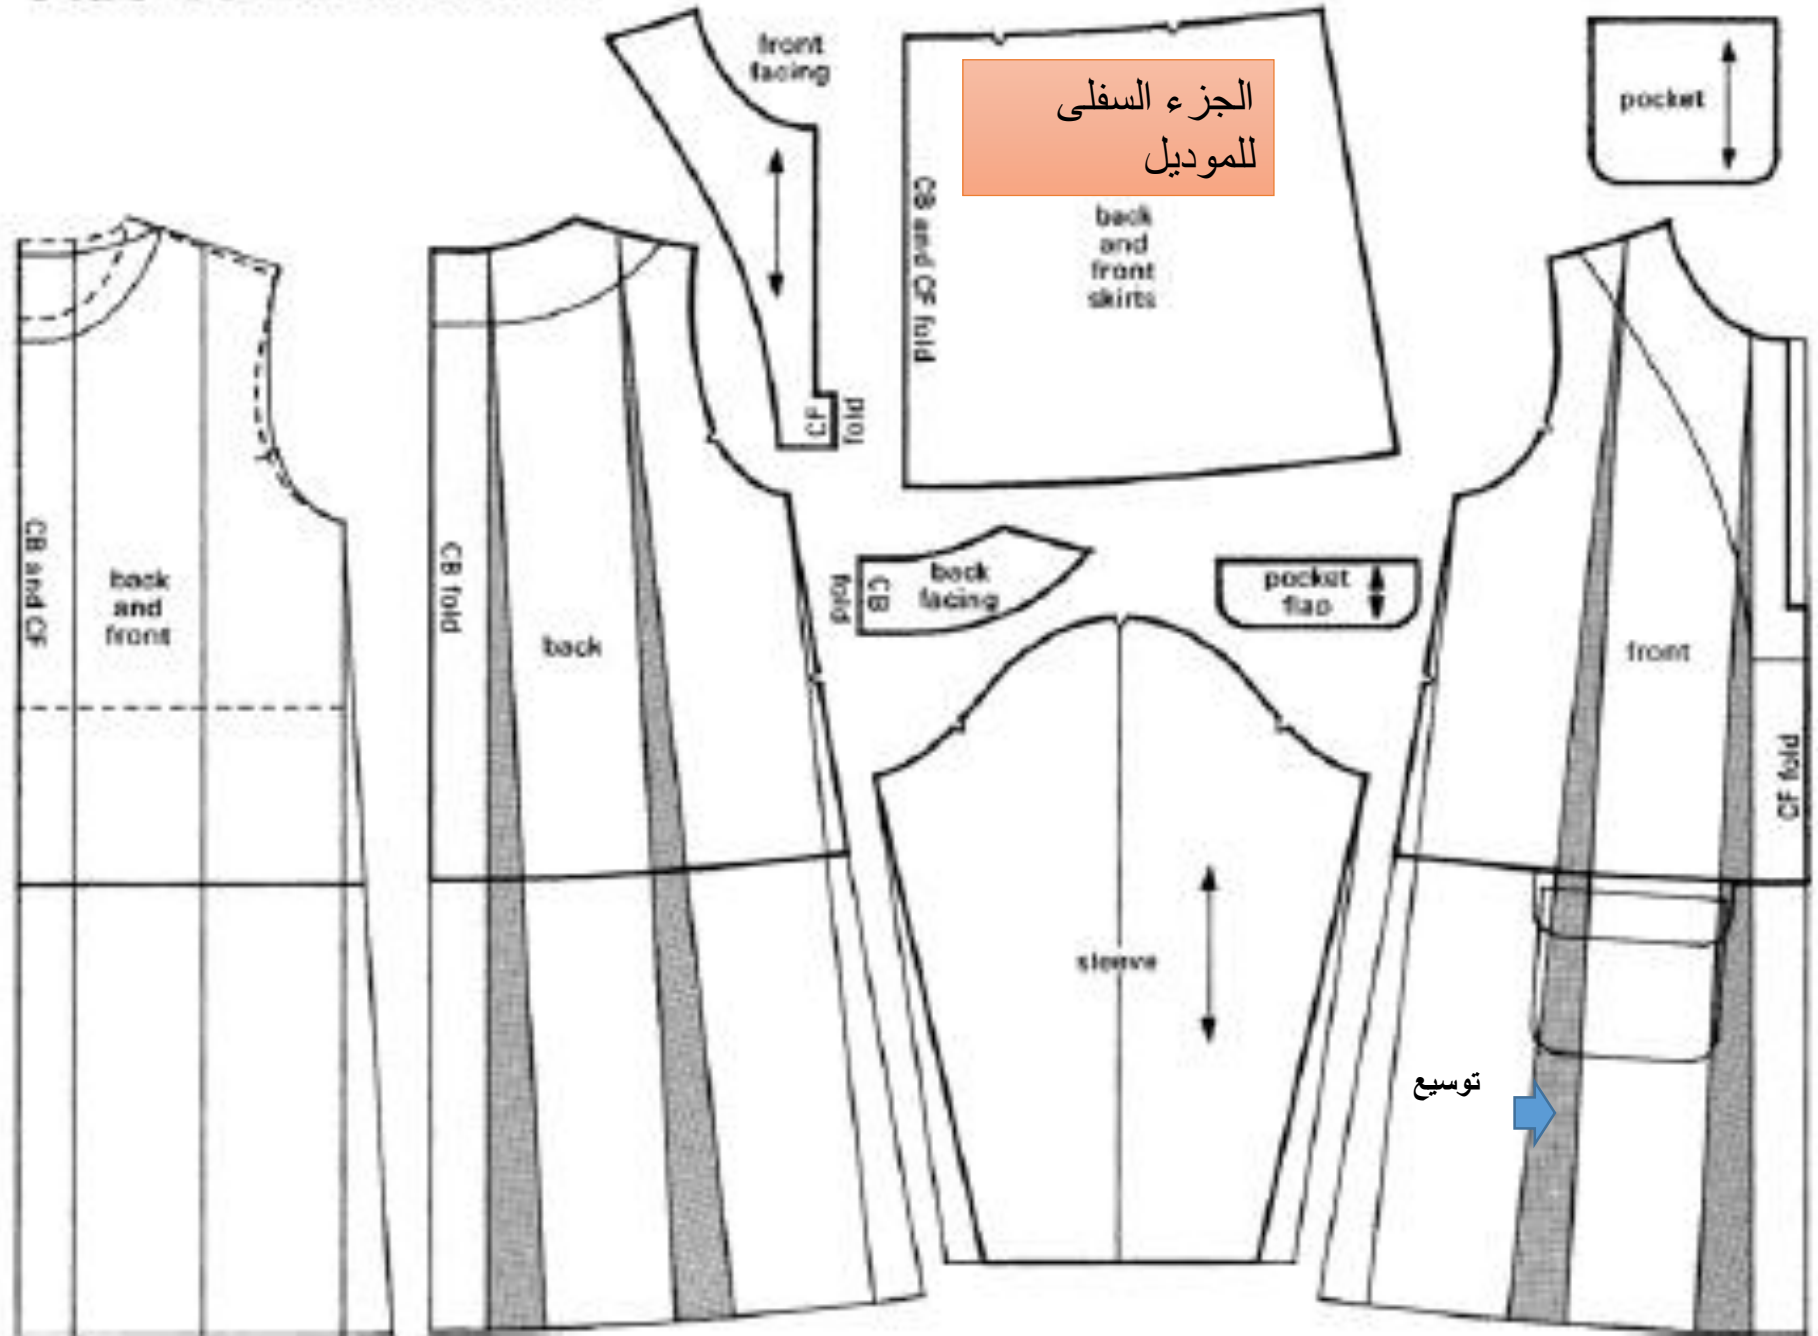 front
facing
الجزء السفلى
للموديل
pocket
CB and CF fold
back
and
front
skirts
CF
fold
CB and CF
back
and
front
CB fold
back
fold
CB
back
facing
pocket
flap
front
CF fold
sleeve
توسيع